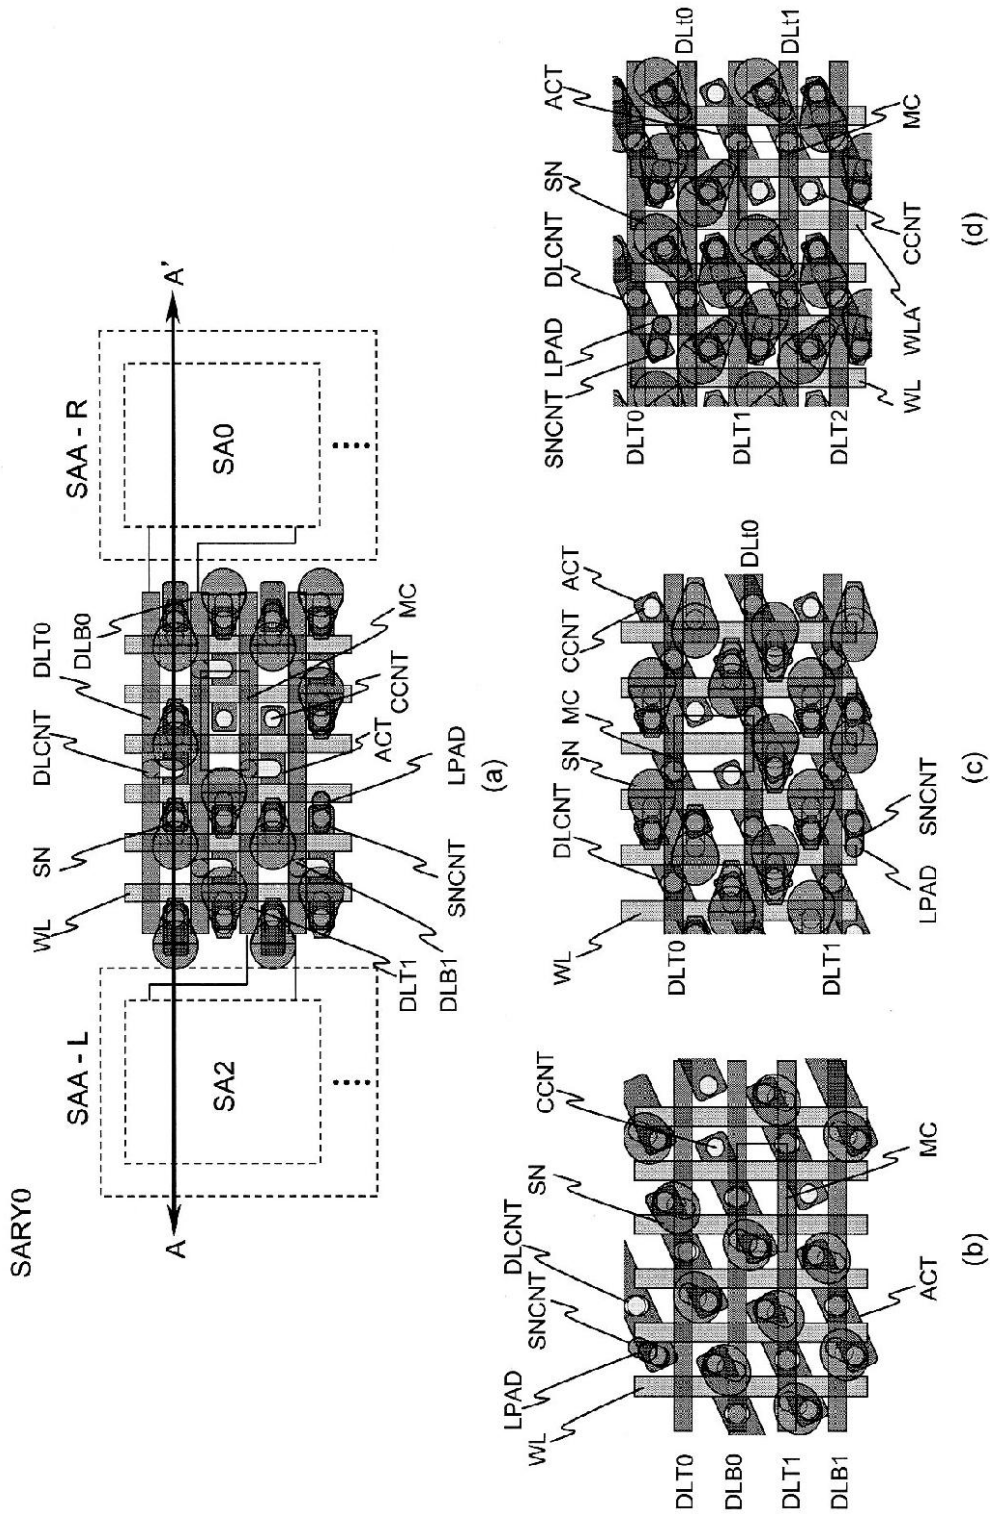 SARY0
SAA - L
SA2
A
SAA - R
SA0
A'
WL
SN
DLCNT
DLT0
DLB0
MC
CCNT
ACT
LPAD
SNCNT
DLB1
DLT1
(a)
WL
LPAD
SNCNT
DLCNT
SN
CCNT
DLT0
DLB0
DLT1
DLB1
ACT
MC
(b)
WL
DLCNT
SN
MC
CCNT
ACT
DLT0
DLt0
DLT1
LPAD
SNCNT
(c)
SNCNT
LPAD
DLCNT
SN
ACT
DLt0
DLt1
DLT0
DLT1
DLT2
WL
WLA
CCNT
MC
(d)